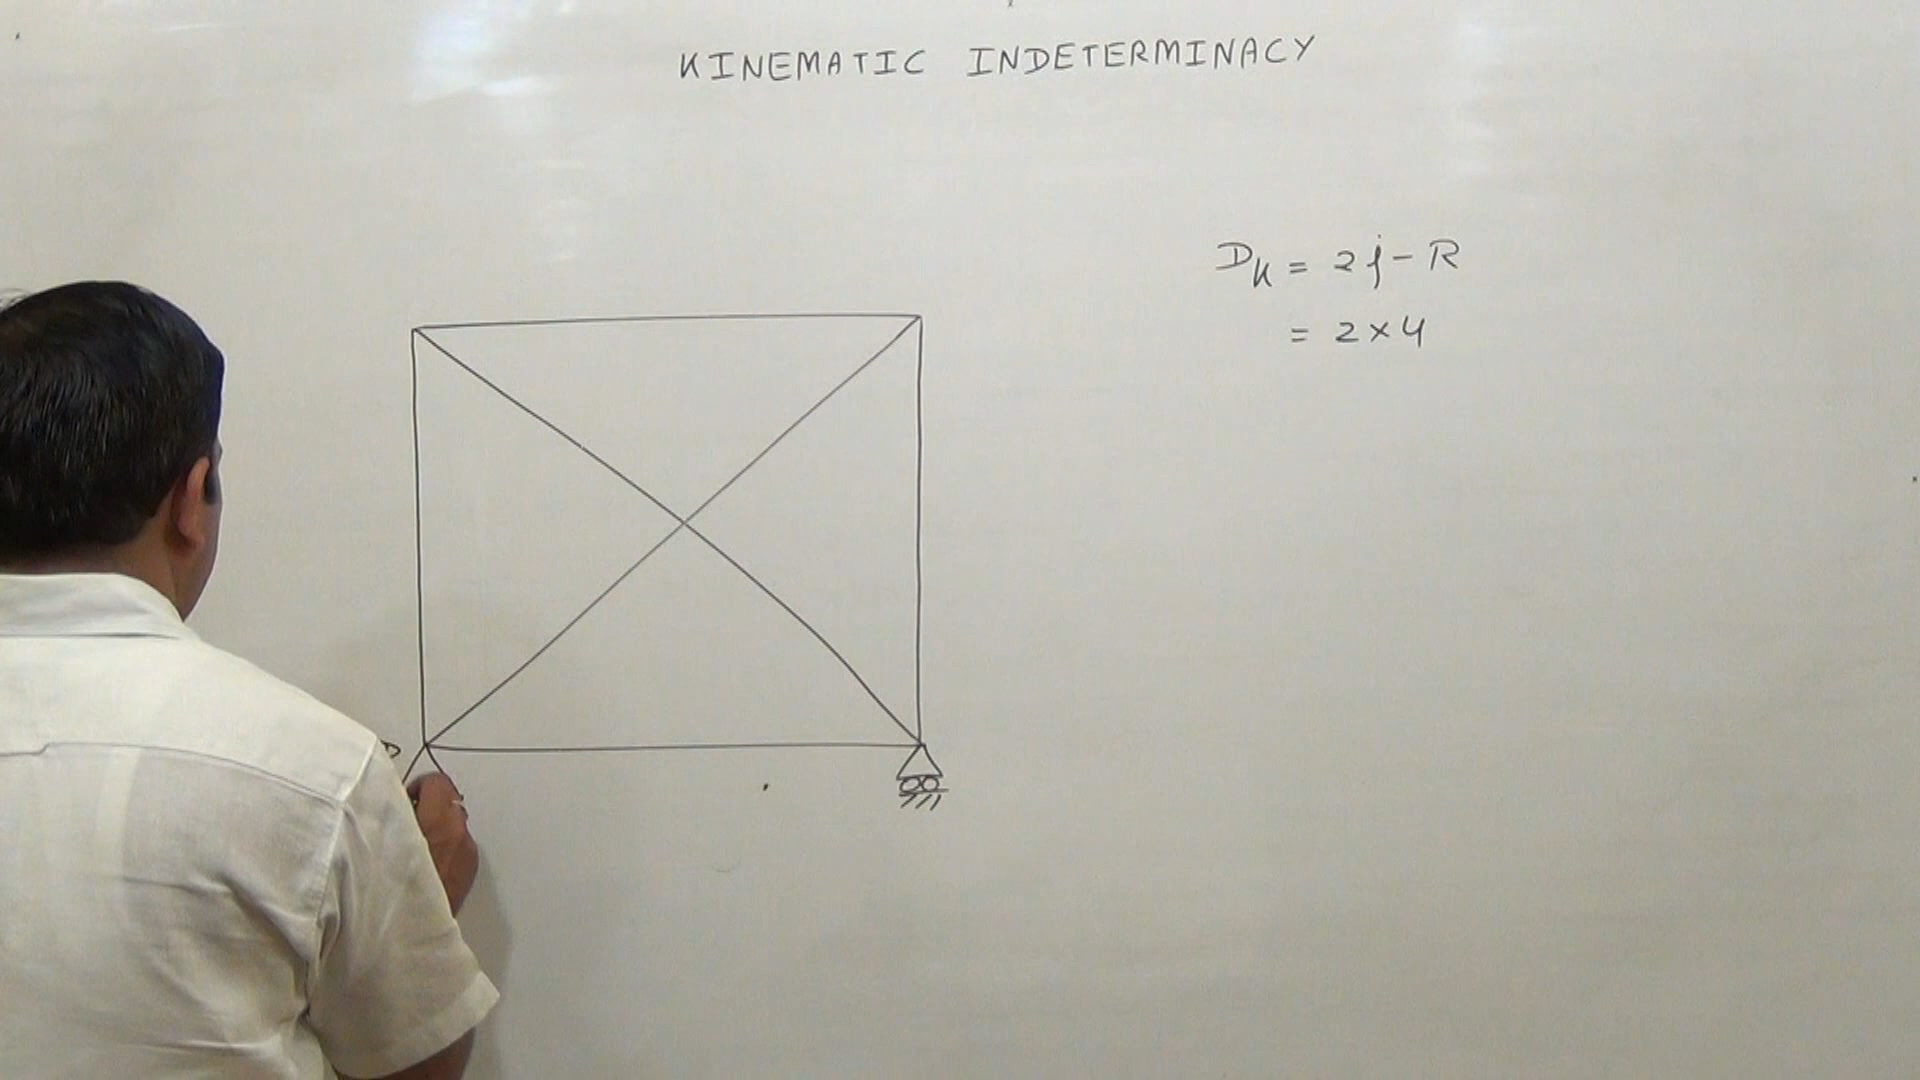 KINEMATIC INDETERMINACY
Dk = 2j - R
= 2 x 4